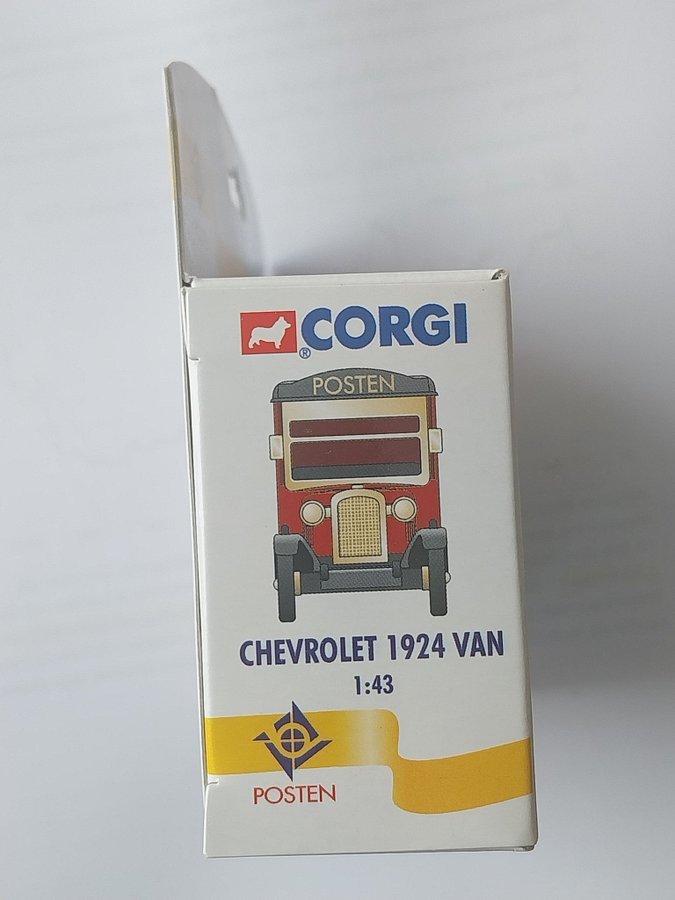 ® CORGI
POSTEN
CHEVROLET 1924 VAN
1:43
POSTEN